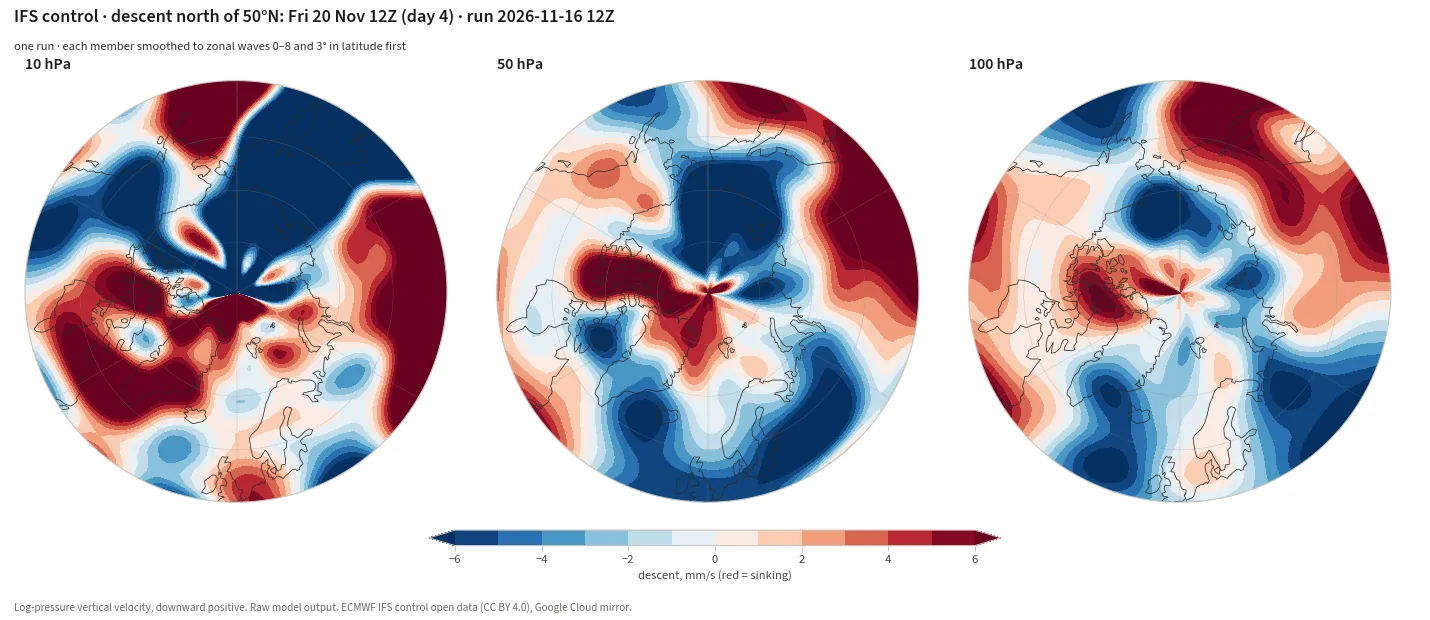 IFS control · descent north of 50°N: Fri 20 Nov 12Z (day 4) · run 2026-11-16 12Z
one run · each member smoothed to zonal waves 0–8 and 3° in latitude first
10 hPa
50 hPa
100 hPa
−6 −4 −2 0 2 4 6
descent, mm/s (red = sinking)
Log-pressure vertical velocity, downward positive. Raw model output. ECMWF IFS control open data (CC BY 4.0), Google Cloud mirror.